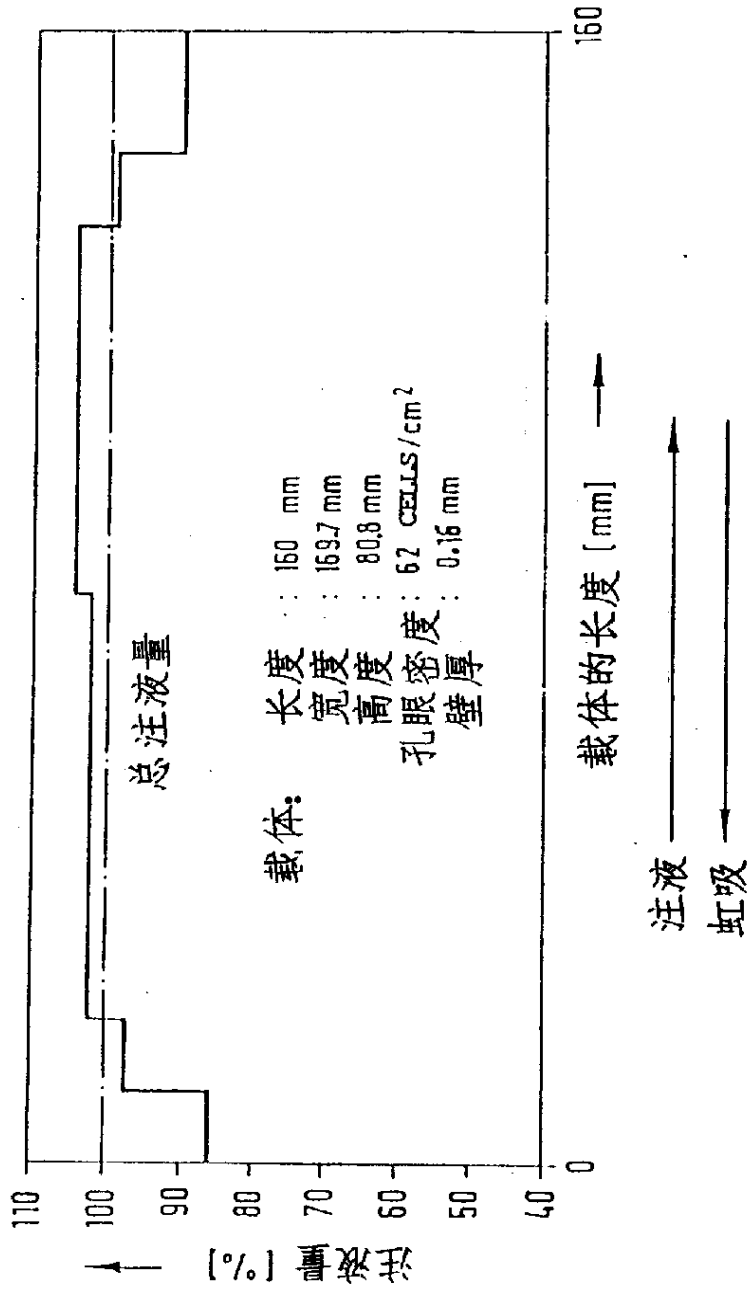 注液量 [%]
110
100
90
80
70
60
50
40
总注液量
载体:
长度 : 160 mm
宽度 : 169.7 mm
高度 : 80.8 mm
孔眼密度 : 62 CELLS/cm²
壁厚 : 0.16 mm
0
160
载体的长度 [mm]
注液
虹吸